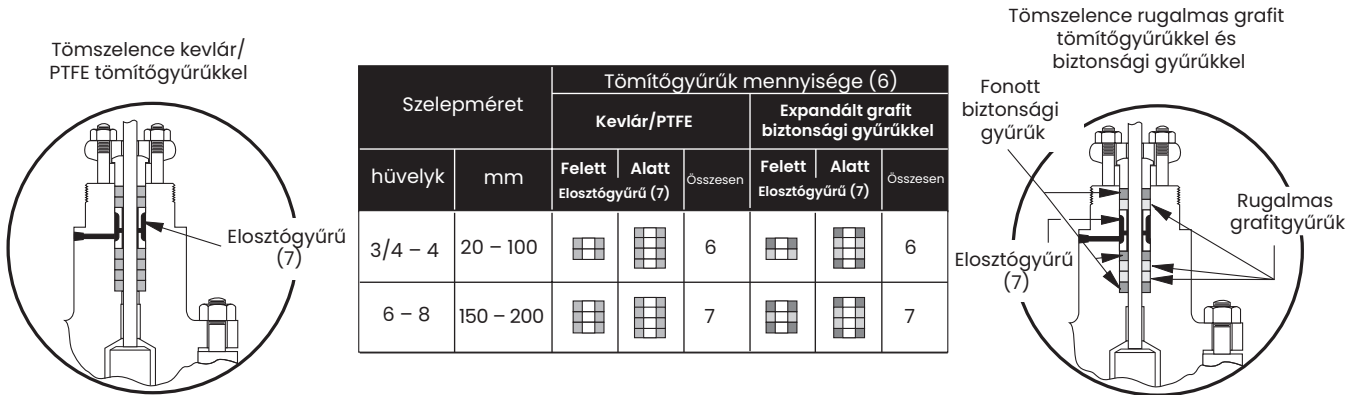 Tömszelence kevlár/
PTFE tömítőgyűrűkkel
Elosztógyűrű
(7)
Szelepméret
Tömítőgyűrűk mennyisége (6)
Kevlár/PTFE
Expandált grafit
biztonsági gyűrűkkel
hüvelyk
mm
Felett
Alatt
Elosztógyűrű (7)
Összesen
Felett
Alatt
Elosztógyűrű (7)
Összesen
3/4 – 4
20 – 100
6
6
6 – 8
150 – 200
7
7
Tömszelence rugalmas grafit
tömítőgyűrűkkel és
biztonsági gyűrűkkel
Fonott
biztonsági
gyűrűk
Rugalmas
grafitgyűrűk
Elosztógyűrű
(7)